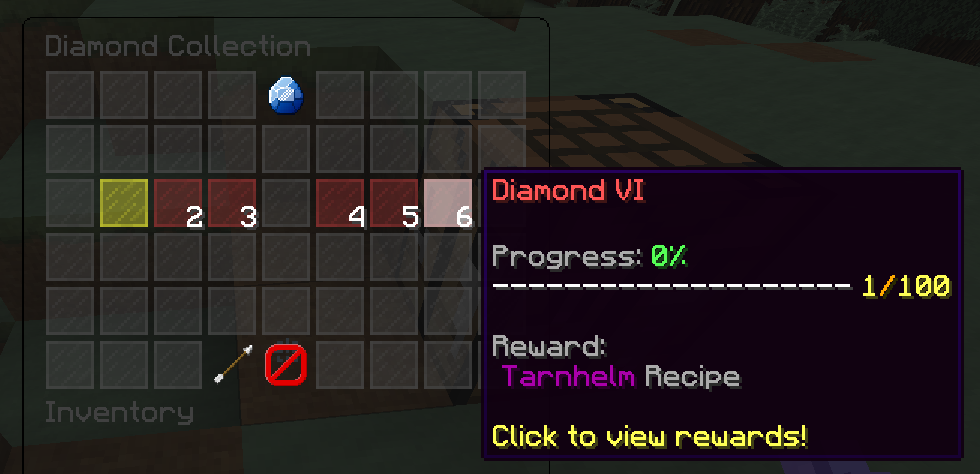 Diamond Collection
2 3 4 5 6
Diamond VI
Progress: 0%
-------------------- 1/100
Reward:
Tarnhelm Recipe
Click to view rewards!
Inventory